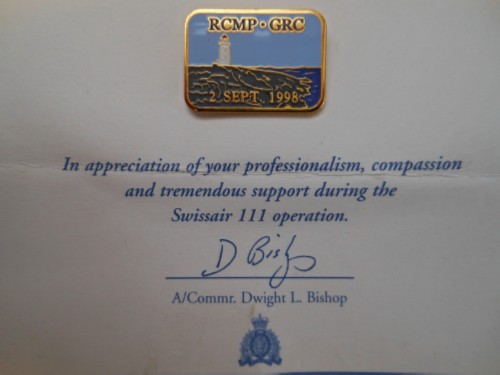 RCMP • GRC
2 SEPT. 1998
In appreciation of your professionalism, compassion
and tremendous support during the
Swissair 111 operation.
D Bishop
A/Commr. Dwight L. Bishop